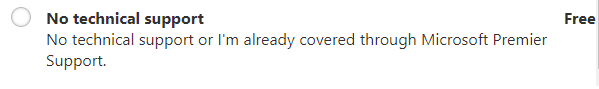 No technical support Free
No technical support or I'm already covered through Microsoft Premier
Support.